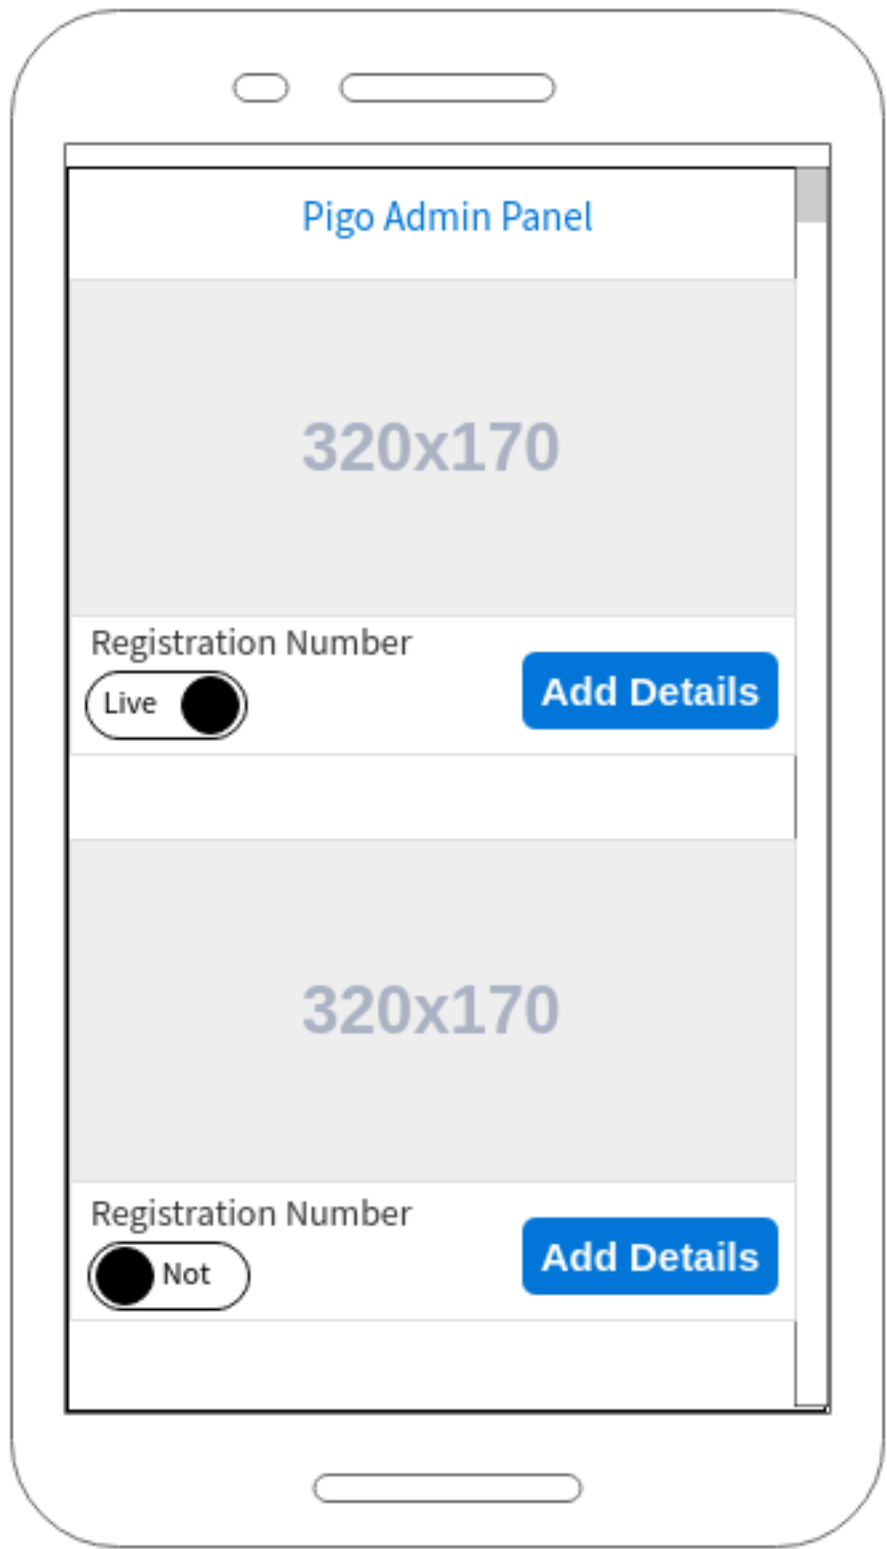 Pigo Admin Panel
320x170
Registration Number
Live
Add Details
320x170
Registration Number
Not
Add Details